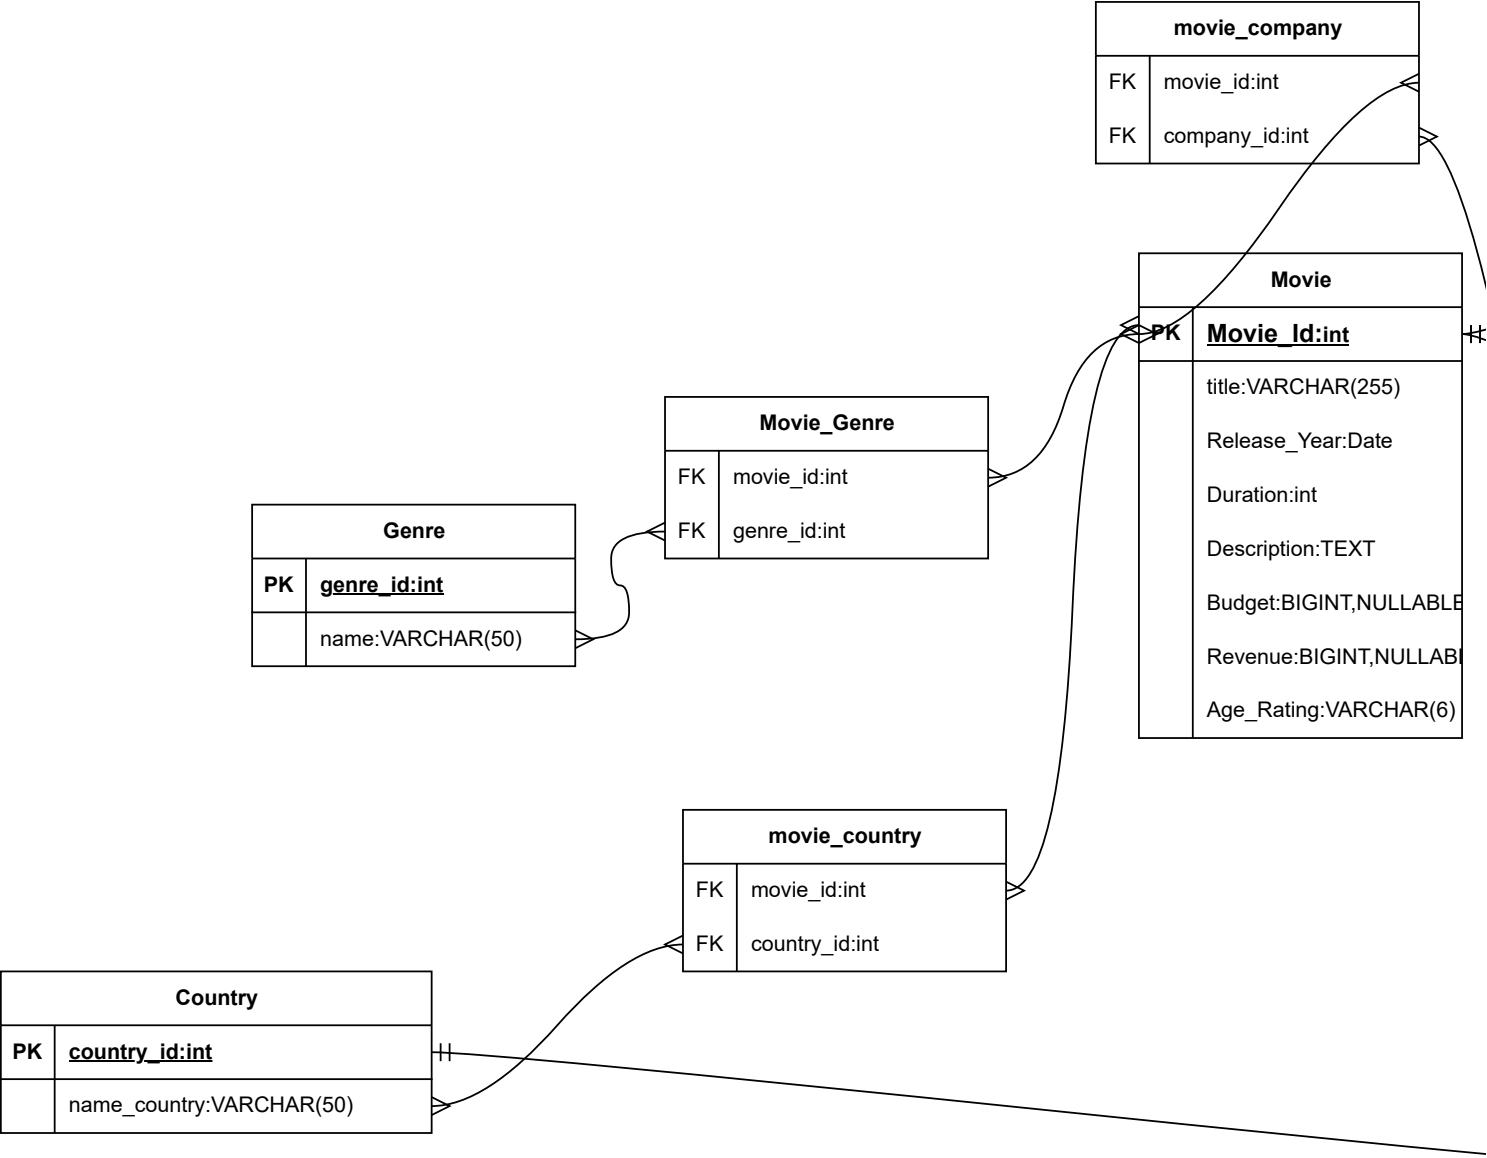 movie_company
FK movie_id:int
FK company_id:int
Movie
PK Movie_Id:int
title:VARCHAR(255)
Release_Year:Date
Duration:int
Description:TEXT
Budget:BIGINT,NULLABLE
Revenue:BIGINT,NULLABL
Age_Rating:VARCHAR(6)
Movie_Genre
FK movie_id:int
FK genre_id:int
Genre
PK genre_id:int
name:VARCHAR(50)
movie_country
FK movie_id:int
FK country_id:int
Country
PK country_id:int
name_country:VARCHAR(50)